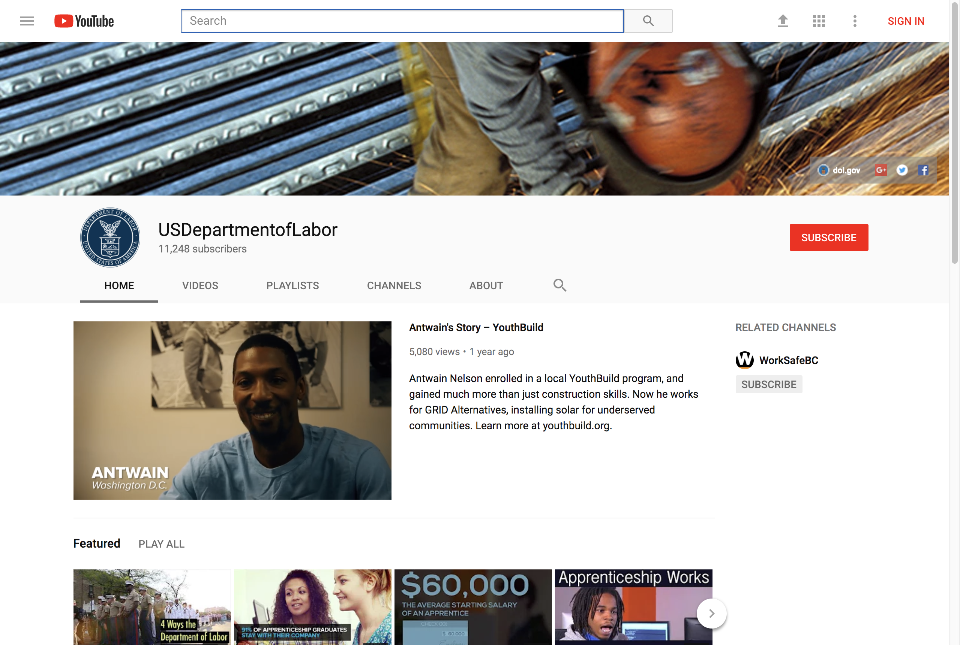 YouTube
Search
SIGN IN
dol.gov
G+
USDepartmentofLabor
11,248 subscribers
SUBSCRIBE
HOME
VIDEOS
PLAYLISTS
CHANNELS
ABOUT
ANTWAIN
Washington D.C.
Antwain's Story – YouthBuild
5,080 views • 1 year ago
Antwain Nelson enrolled in a local YouthBuild program, and
gained much more than just construction skills. Now he works
for GRID Alternatives, installing solar for underserved
communities. Learn more at youthbuild.org.
RELATED CHANNELS
W
WorkSafeBC
SUBSCRIBE
Featured
PLAY ALL
4 Ways the
Department of Labor
91% OF APPRENTICESHIP GRADUATES
STAY WITH THEIR COMPANY
$60,000
THE AVERAGE STARTING SALARY
OF AN APPRENTICE
Apprenticeship Works